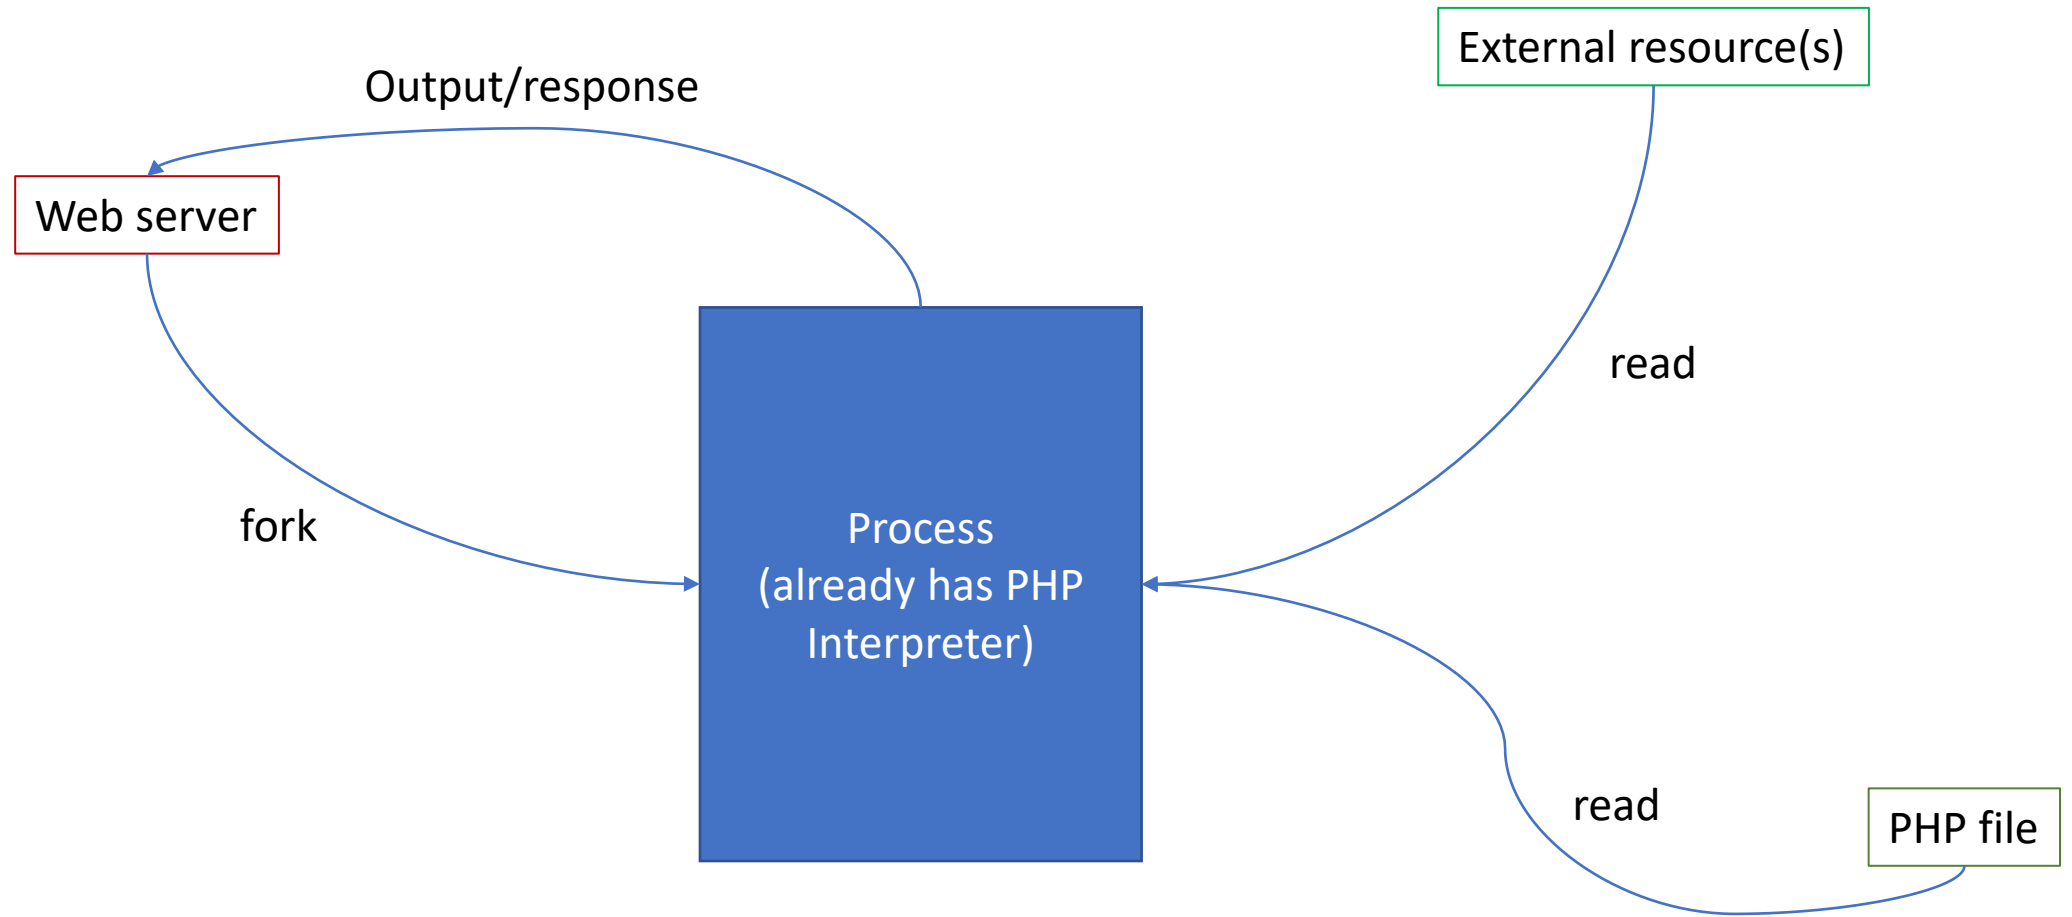 External resource(s)
Output/response
Web server
read
fork
Process
(already has PHP
Interpreter)
read
PHP file